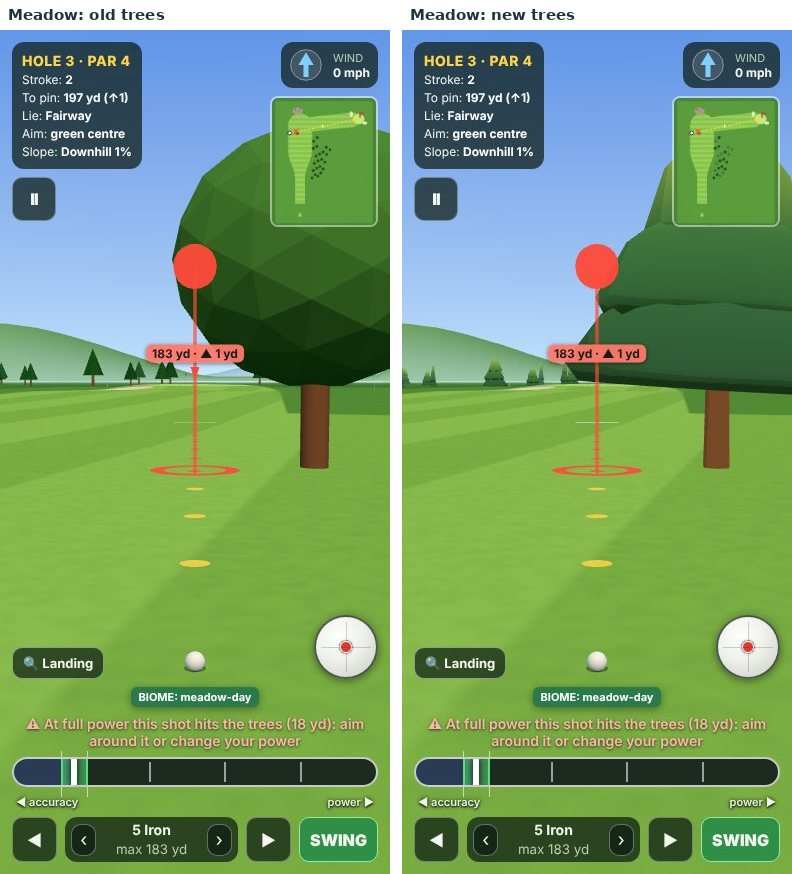 Meadow: old trees
HOLE 3 · PAR 4
Stroke: 2
To pin: 197 yd (↑1)
Lie: Fairway
Aim: green centre
Slope: Downhill 1%
WIND
0 mph
183 yd · ▲ 1 yd
🔍 Landing
BIOME: meadow-day
⚠ At full power this shot hits the trees (18 yd): aim
around it or change your power
◀ accuracy
power ▶
5 Iron
max 183 yd
SWING
Meadow: new trees
HOLE 3 · PAR 4
Stroke: 2
To pin: 197 yd (↑1)
Lie: Fairway
Aim: green centre
Slope: Downhill 1%
WIND
0 mph
183 yd · ▲ 1 yd
🔍 Landing
BIOME: meadow-day
⚠ At full power this shot hits the trees (18 yd): aim
around it or change your power
◀ accuracy
power ▶
5 Iron
max 183 yd
SWING